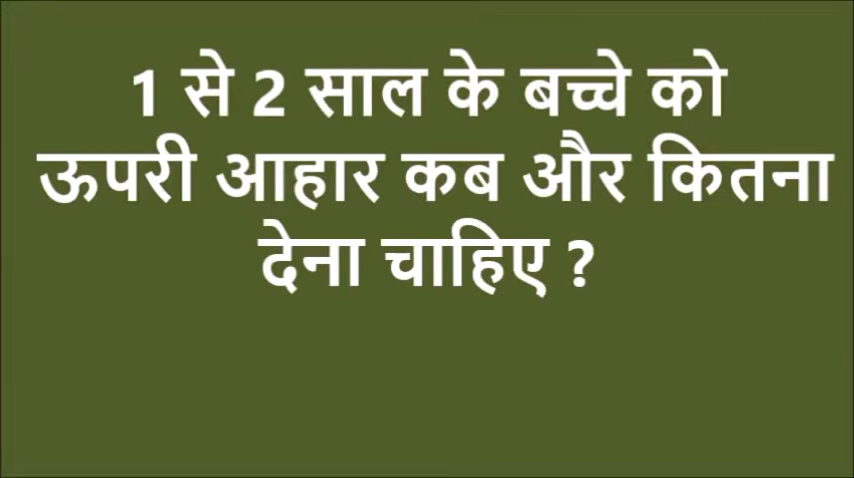 1 से 2 साल के बच्चे को
ऊपरी आहार कब और कितना
देना चाहिए ?